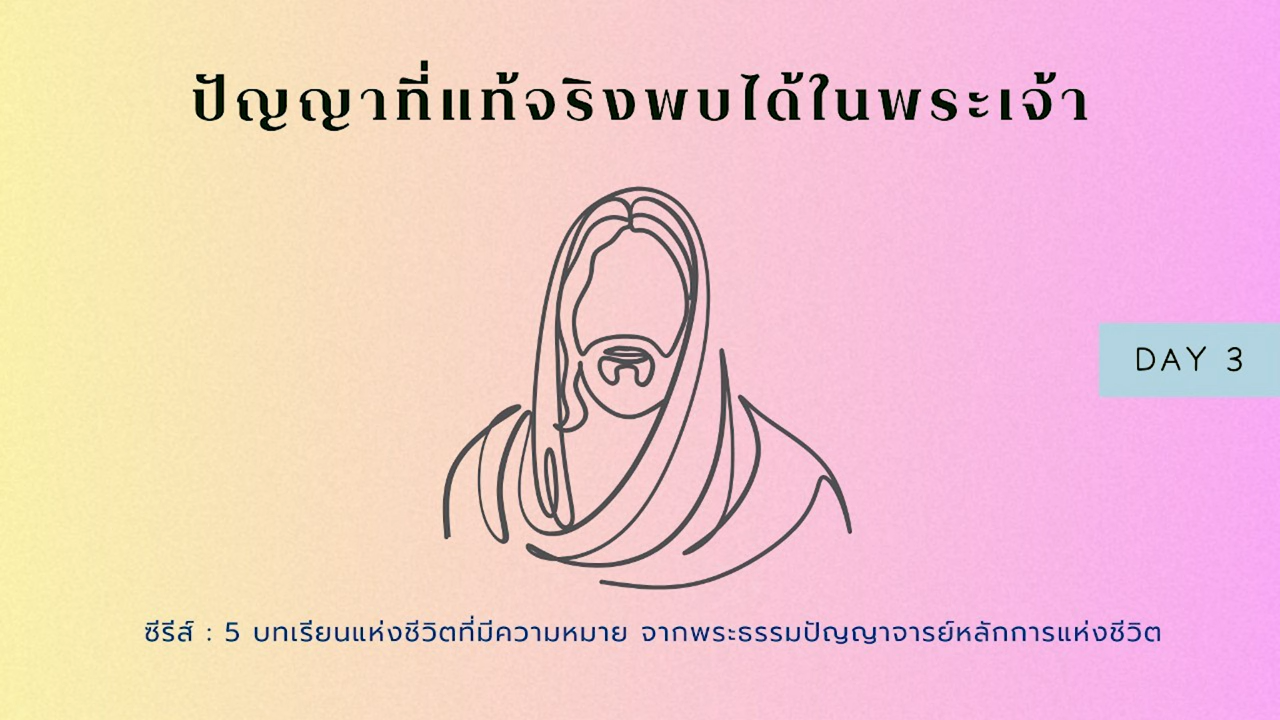 ปัญญาที่แท้จริงพบได้ในพระเจ้า
DAY 3
ซีรีส์ : 5 บทเรียนแห่งชีวิตที่มีความหมาย จากพระธรรมปัญญาจารย์หลักการแห่งชีวิต